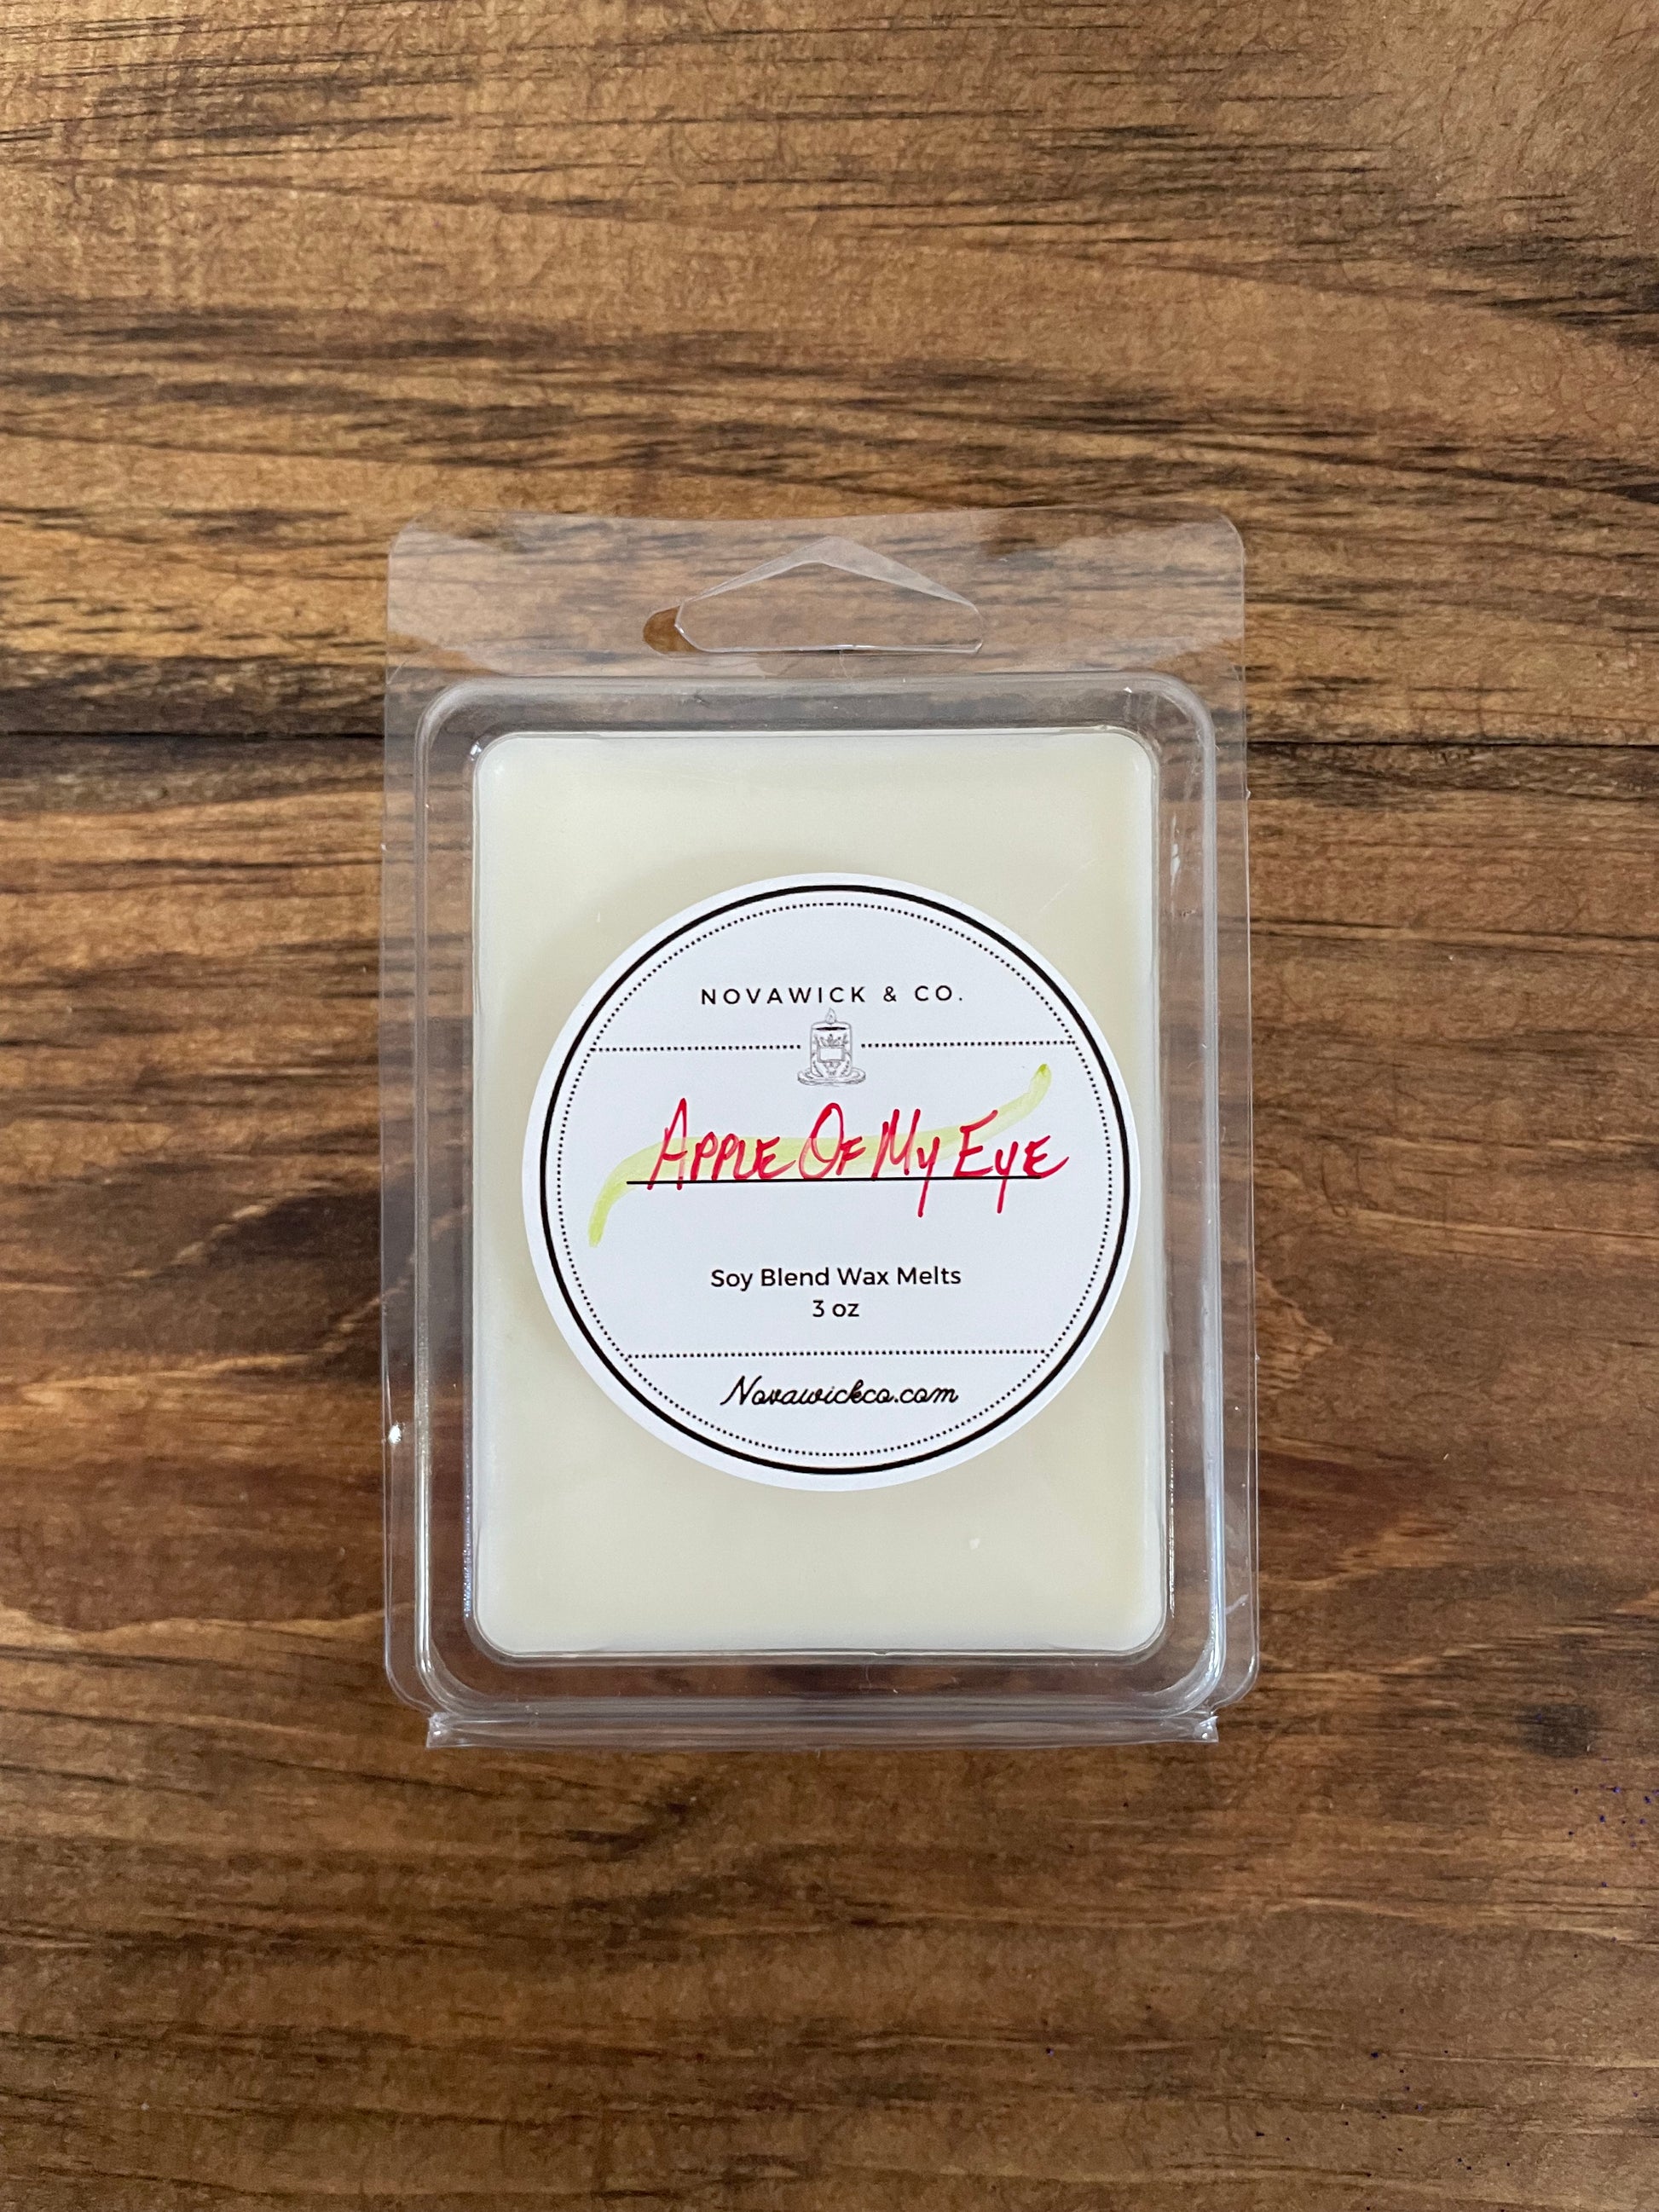 NOVAWICK & CO.
Apple Of My Eye
Soy Blend Wax Melts
3 oz
Novawickco.com